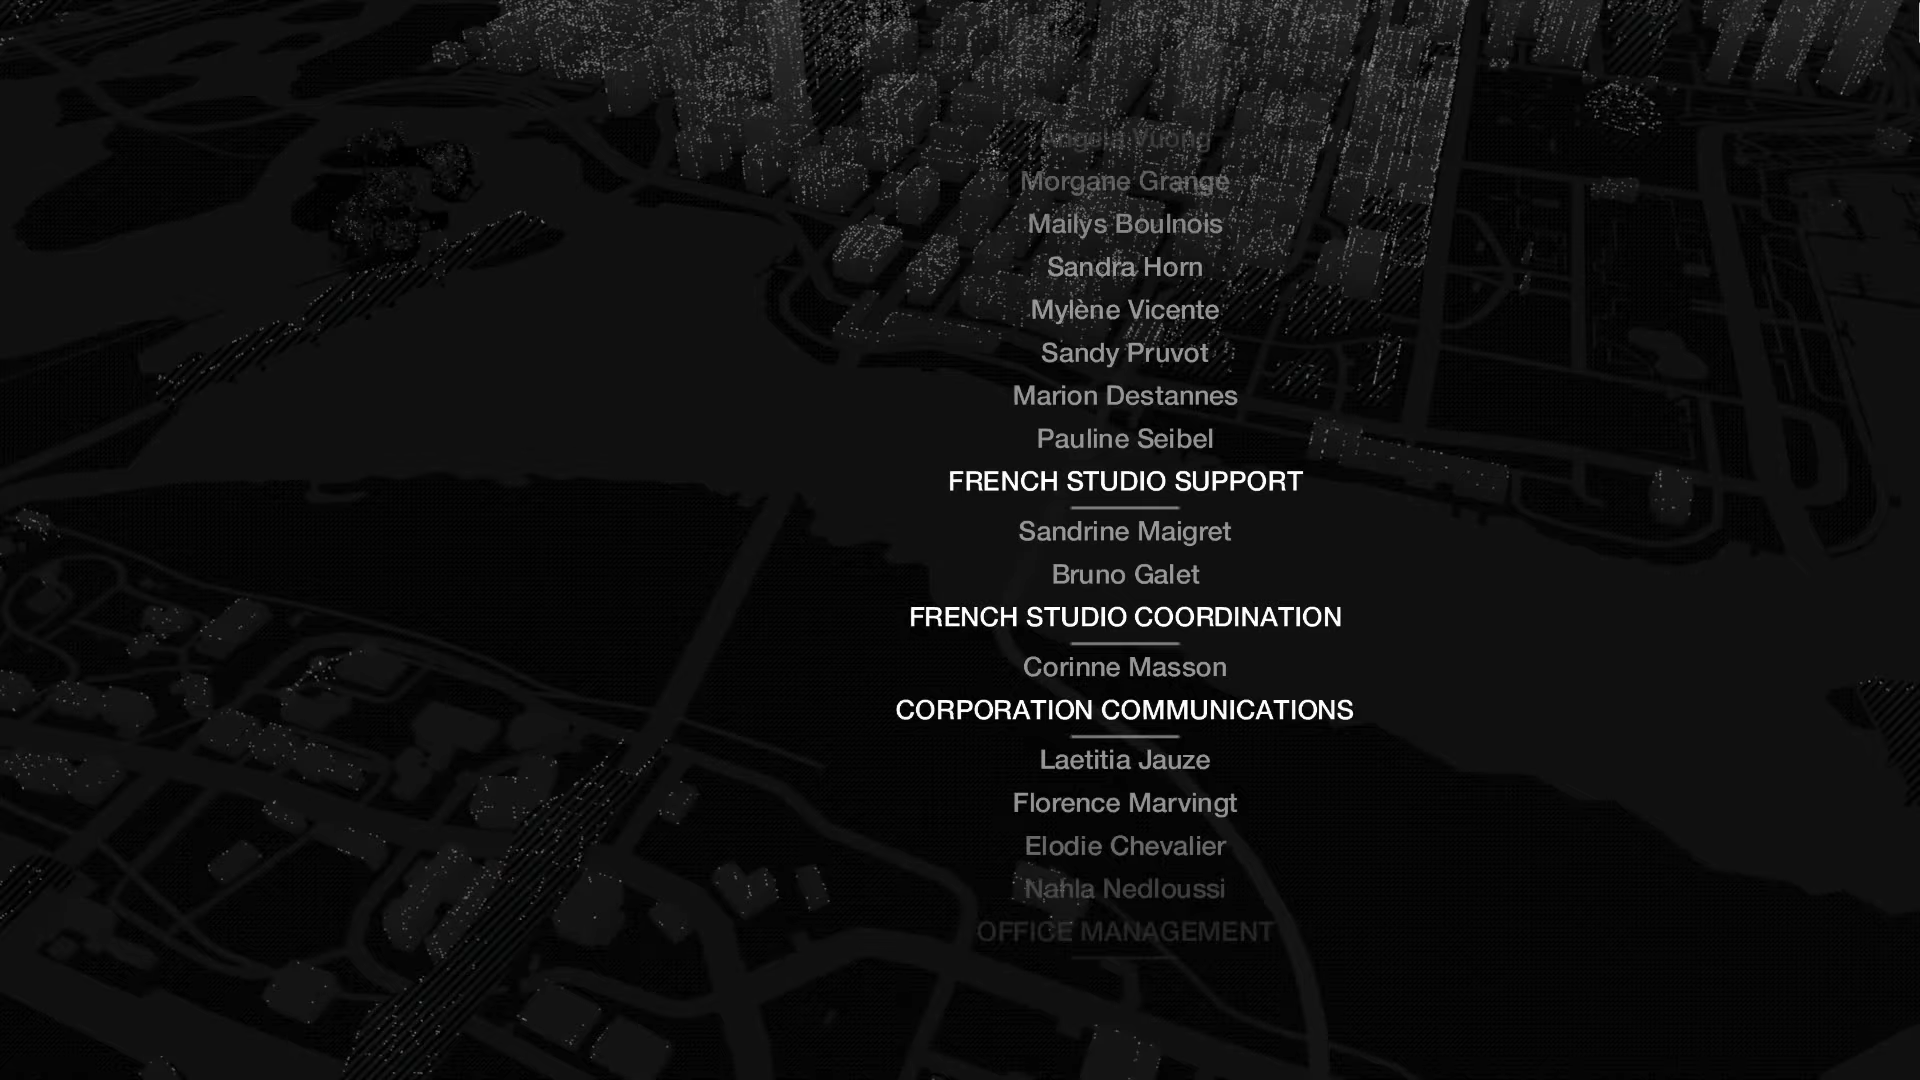 Angela Vuong
Morgane Grange
Mailys Boulnois
Sandra Horn
Mylène Vicente
Sandy Pruvot
Marion Destannes
Pauline Seibel
FRENCH STUDIO SUPPORT
Sandrine Maigret
Bruno Galet
FRENCH STUDIO COORDINATION
Corinne Masson
CORPORATION COMMUNICATIONS
Laetitia Jauze
Florence Marvingt
Elodie Chevalier
Nahla Nedloussi
OFFICE MANAGEMENT